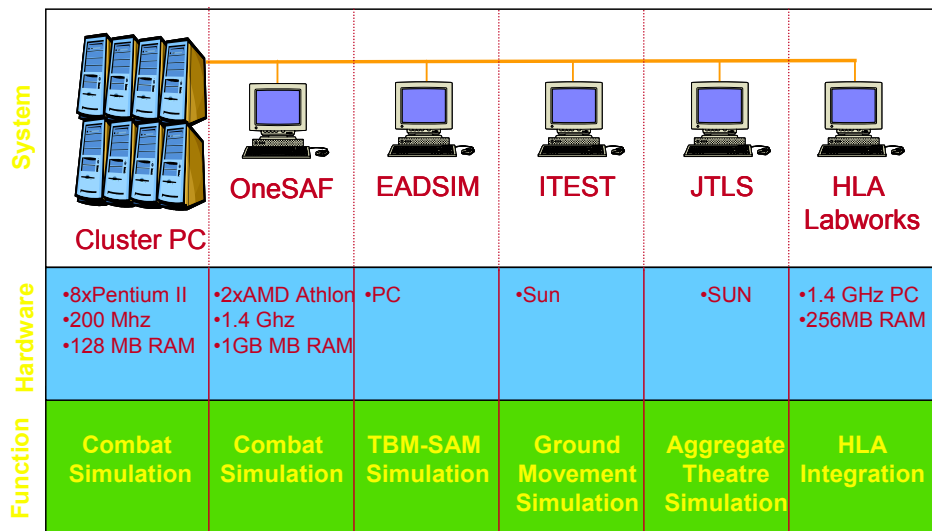 System
Cluster PC
OneSAF
EADSIM
ITEST
JTLS
HLA
Labworks
Hardware
•8xPentium II
•200 Mhz
•128 MB RAM
•2xAMD Athlon
•1.4 Ghz
•1GB MB RAM
•PC
•Sun
•SUN
•1.4 GHz PC
•256MB RAM
Function
Combat
Simulation
Combat
Simulation
TBM-SAM
Simulation
Ground
Movement
Simulation
Aggregate
Theatre
Simulation
HLA
Integration